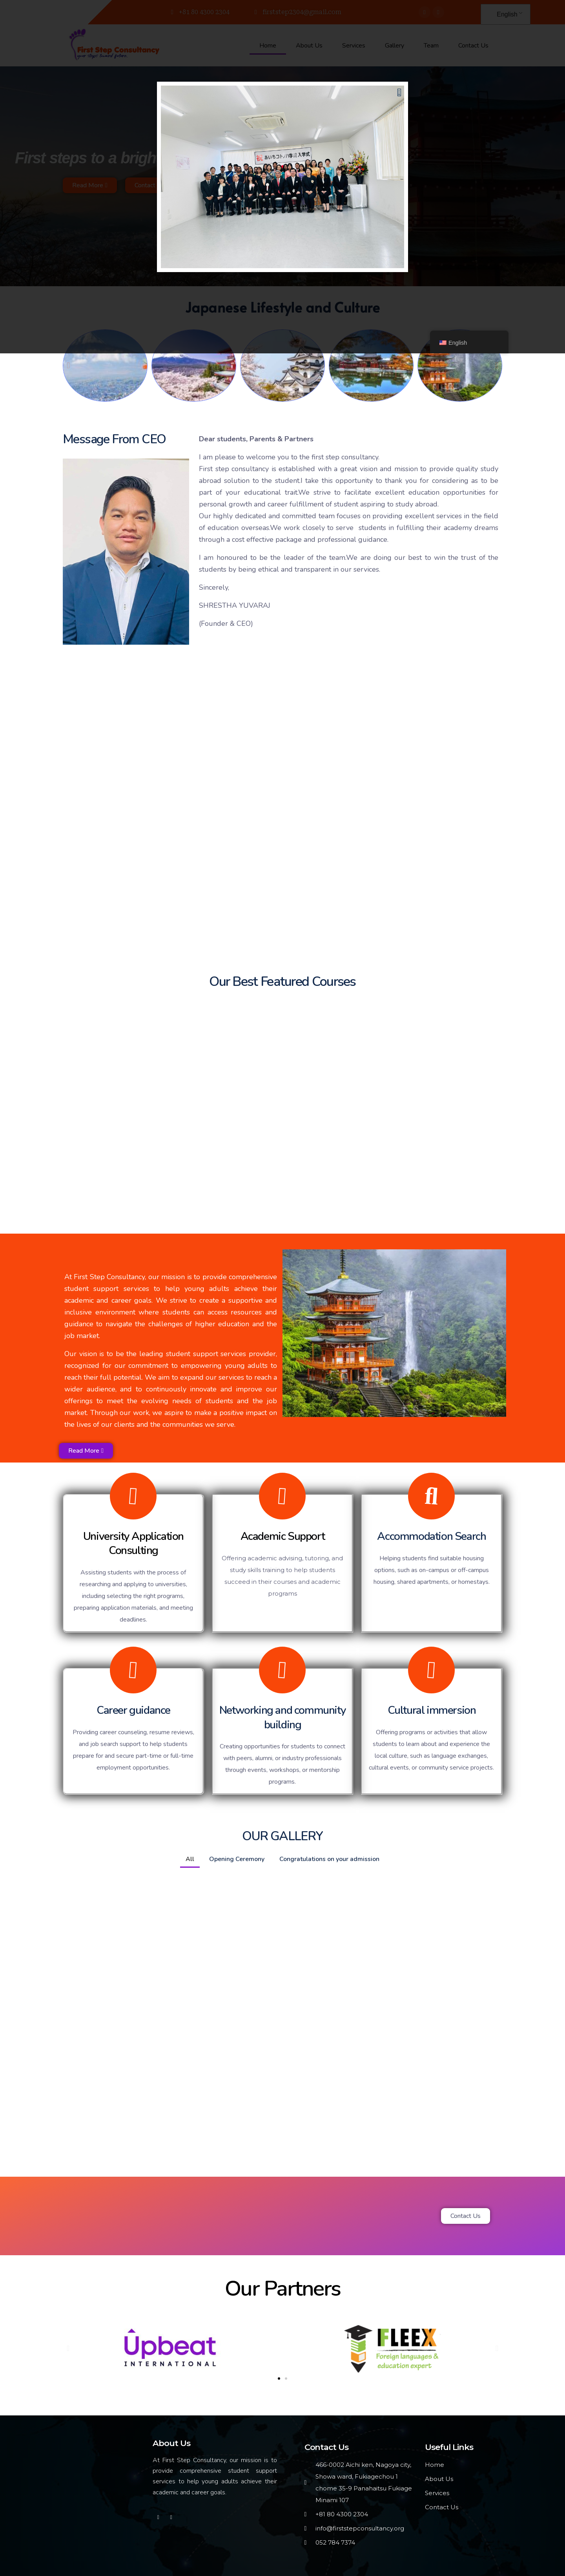 +81 80 4300 2304
English
First Step Consultancy
Home About Us Services Gallery Team Contact Us
First steps to a brigh
Read More
Contact
Japanese Lifestyle and Culture
English
Message From CEO
Dear students, Parents & Partners
I am please to welcome you to the first step consultancy.
First step consultancy is established with a great vision and mission to provide quality study
abroad solution to the student.I take this opportunity to thank you for considering as to be
part of your educational trait.We strive to facilitate excellent education opportunities for
personal growth and career fulfillment of student aspiring to study abroad.
Our highly dedicated and committed team focuses on providing excellent services in the field
of education overseas.We work closely to serve students in fulfilling their academy dreams
through a cost effective package and professional guidance.
I am honoured to be the leader of the team.We are doing our best to win the trust of the
students by being ethical and transparent in our services.
Sincerely,
SHRESTHA YUVARAJ
(Founder & CEO)
Our Best Featured Courses
At First Step Consultancy, our mission is to provide comprehensive
student support services to help young adults achieve their
academic and career goals. We strive to create a supportive and
inclusive environment where students can access resources and
guidance to navigate the challenges of higher education and the
job market.
Our vision is to be the leading student support services provider,
recognized for our commitment to empowering young adults to
reach their full potential. We aim to expand our services to reach a
wider audience, and to continuously innovate and improve our
offerings to meet the evolving needs of students and the job
market. Through our work, we aspire to make a positive impact on
the lives of our clients and the communities we serve.
Read More
University Application
Consulting
Assisting students with the process of
researching and applying to universities,
including selecting the right programs,
preparing application materials, and meeting
deadlines.
Academic Support
Offering academic advising, tutoring, and
study skills training to help students
succeed in their courses and academic
programs
Accommodation Search
Helping students find suitable housing
options, such as on-campus or off-campus
housing, shared apartments, or homestays.
Career guidance
Providing career counseling, resume reviews,
and job search support to help students
prepare for and secure part-time or full-time
employment opportunities.
Networking and community
building
Creating opportunities for students to connect
with peers, alumni, or industry professionals
through events, workshops, or mentorship
programs.
Cultural immersion
Offering programs or activities that allow
students to learn about and experience the
local culture, such as language exchanges,
cultural events, or community service projects.
OUR GALLERY
All Opening Ceremony Congratulations on your admission
Contact Us
Our Partners
Upbeat
INTERNATIONAL
IFLEEX
Foreign languages &
education expert
About Us
At First Step Consultancy, our mission is to
provide comprehensive student support
services to help young adults achieve their
academic and career goals.
Contact Us
466-0002 Aichi ken, Nagoya city,
Showa ward, Fukiagechou 1
chome 35-9 Panahaitsu Fukiage
Minami 107
+81 80 4300 2304
info@firststepconsultancy.org
052 784 7374
Useful Links
Home
About Us
Services
Contact Us